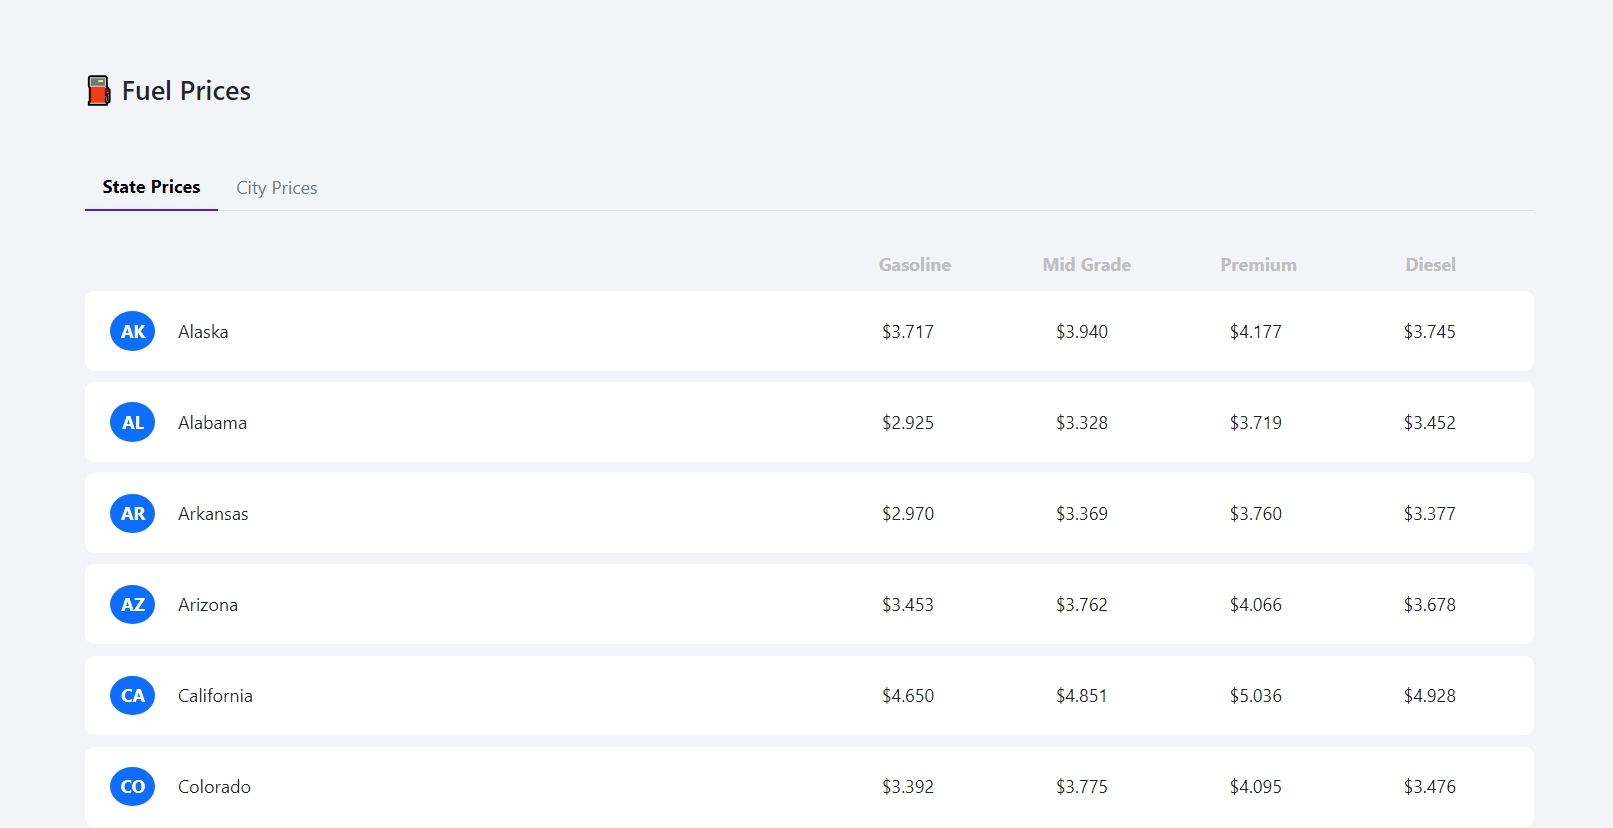 Fuel Prices
State Prices City Prices
Gasoline Mid Grade Premium Diesel
AK Alaska $3.717 $3.940 $4.177 $3.745
AL Alabama $2.925 $3.328 $3.719 $3.452
AR Arkansas $2.970 $3.369 $3.760 $3.377
AZ Arizona $3.453 $3.762 $4.066 $3.678
CA California $4.650 $4.851 $5.036 $4.928
CO Colorado $3.392 $3.775 $4.095 $3.476